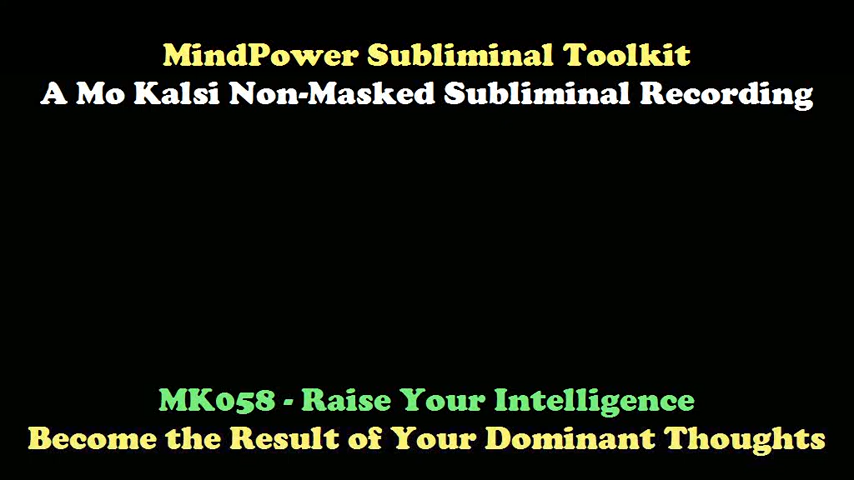 MindPower Subliminal Toolkit
A Mo Kalsi Non-Masked Subliminal Recording
MK058 - Raise Your Intelligence
Become the Result of Your Dominant Thoughts